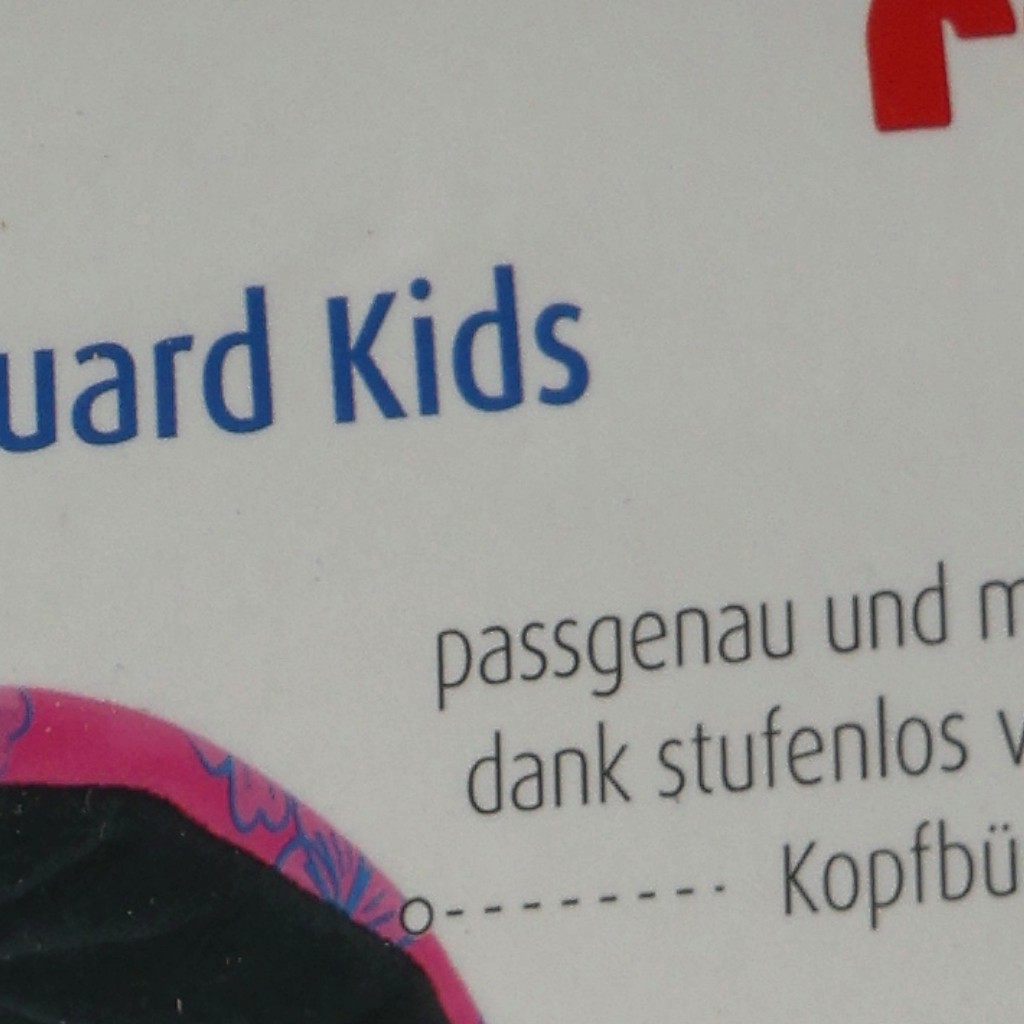 uard Kids
passgenau und m
dank stufenlos v
Kopfbü